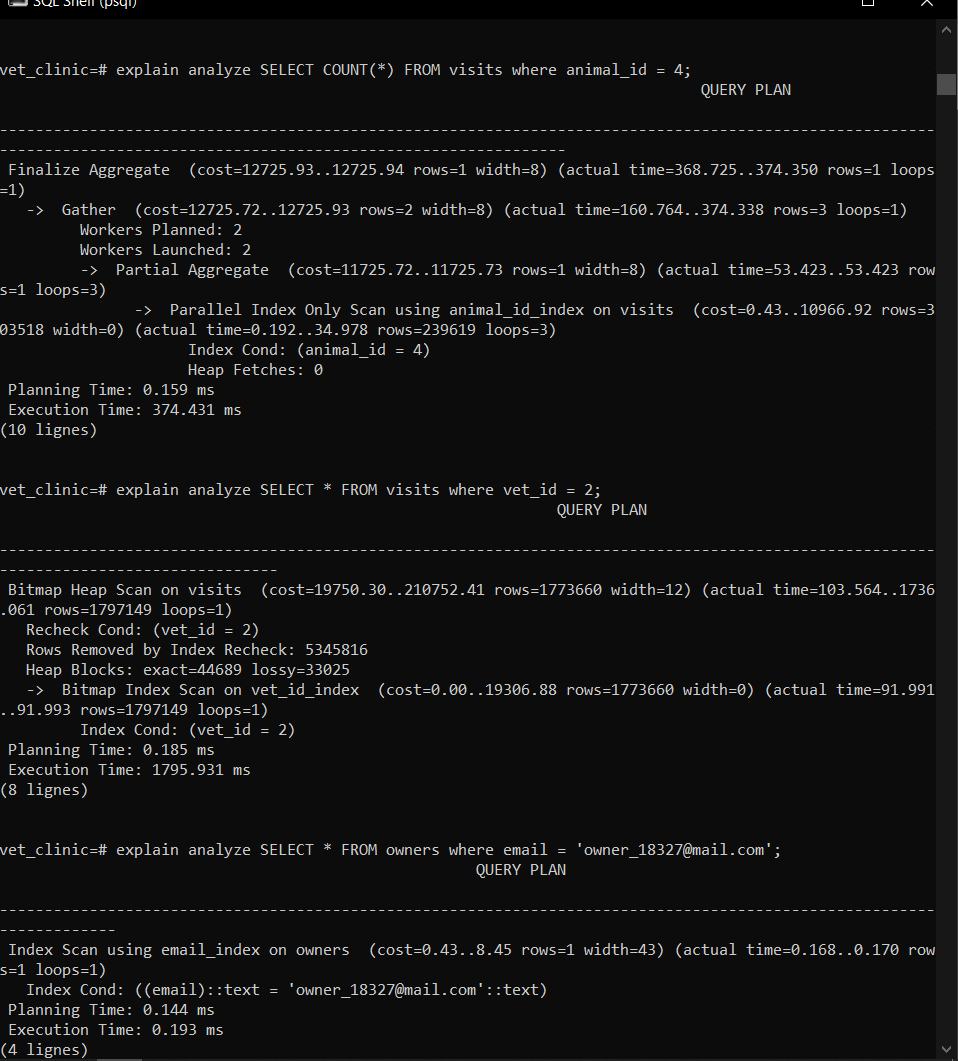 SQL Shell (psql)
vet_clinic=# explain analyze SELECT COUNT(*) FROM visits where animal_id = 4;
QUERY PLAN
--------------------------------------------------------------------------------------------------------
---------------------------------------------------------------
Finalize Aggregate  (cost=12725.93..12725.94 rows=1 width=8) (actual time=368.725..374.350 rows=1 loops
=1)
->  Gather  (cost=12725.72..12725.93 rows=2 width=8) (actual time=160.764..374.338 rows=3 loops=1)
Workers Planned: 2
Workers Launched: 2
->  Partial Aggregate  (cost=11725.72..11725.73 rows=1 width=8) (actual time=53.423..53.423 row
s=1 loops=3)
->  Parallel Index Only Scan using animal_id_index on visits  (cost=0.43..10966.92 rows=3
03518 width=0) (actual time=0.192..34.978 rows=239619 loops=3)
Index Cond: (animal_id = 4)
Heap Fetches: 0
Planning Time: 0.159 ms
Execution Time: 374.431 ms
(10 lignes)
vet_clinic=# explain analyze SELECT * FROM visits where vet_id = 2;
QUERY PLAN
--------------------------------------------------------------------------------------------------------
-------------------------------
Bitmap Heap Scan on visits  (cost=19750.30..210752.41 rows=1773660 width=12) (actual time=103.564..1736
.061 rows=1797149 loops=1)
Recheck Cond: (vet_id = 2)
Rows Removed by Index Recheck: 5345816
Heap Blocks: exact=44689 lossy=33025
->  Bitmap Index Scan on vet_id_index  (cost=0.00..19306.88 rows=1773660 width=0) (actual time=91.991
..91.993 rows=1797149 loops=1)
Index Cond: (vet_id = 2)
Planning Time: 0.185 ms
Execution Time: 1795.931 ms
(8 lignes)
vet_clinic=# explain analyze SELECT * FROM owners where email = 'owner_18327@mail.com';
QUERY PLAN
--------------------------------------------------------------------------------------------------------
-------------
Index Scan using email_index on owners  (cost=0.43..8.45 rows=1 width=43) (actual time=0.168..0.170 row
s=1 loops=1)
Index Cond: ((email)::text = 'owner_18327@mail.com'::text)
Planning Time: 0.144 ms
Execution Time: 0.193 ms
(4 lignes)